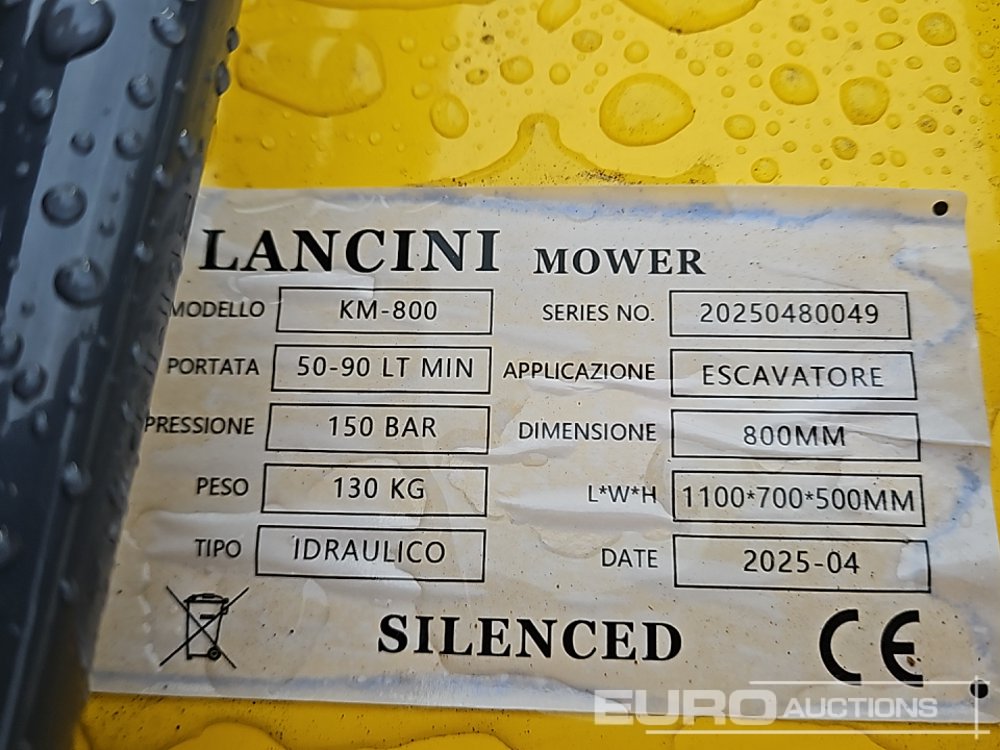 LANCINI MOWER
MODELLO KM-800 SERIES NO. 20250480049
PORTATA 50-90 LT MIN APPLICAZIONE ESCAVATORE
PRESSIONE 150 BAR DIMENSIONE 800MM
PESO 130 KG L*W*H 1100*700*500MM
TIPO IDRAULICO DATE 2025-04
SILENCED CE
EURO AUCTIONS